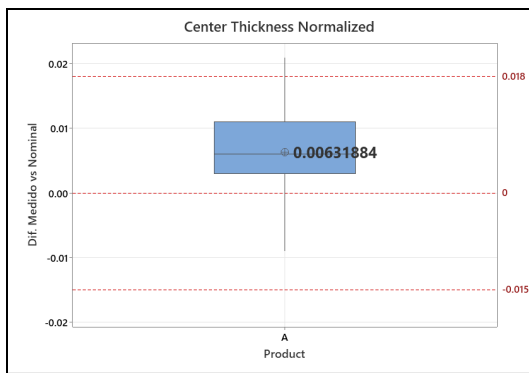 Center Thickness Normalized
0.02
0.018
0.01
0.00631884
0.00
0
-0.01
-0.015
-0.02
Dif. Medido vs Nominal
A
Product